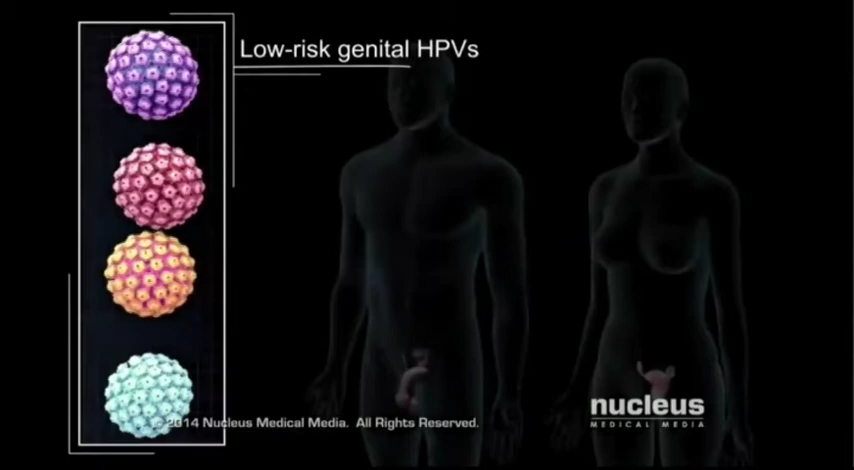 Low-risk genital HPVs
© 2014 Nucleus Medical Media. All Rights Reserved.
nucleus
MEDICAL MEDIA